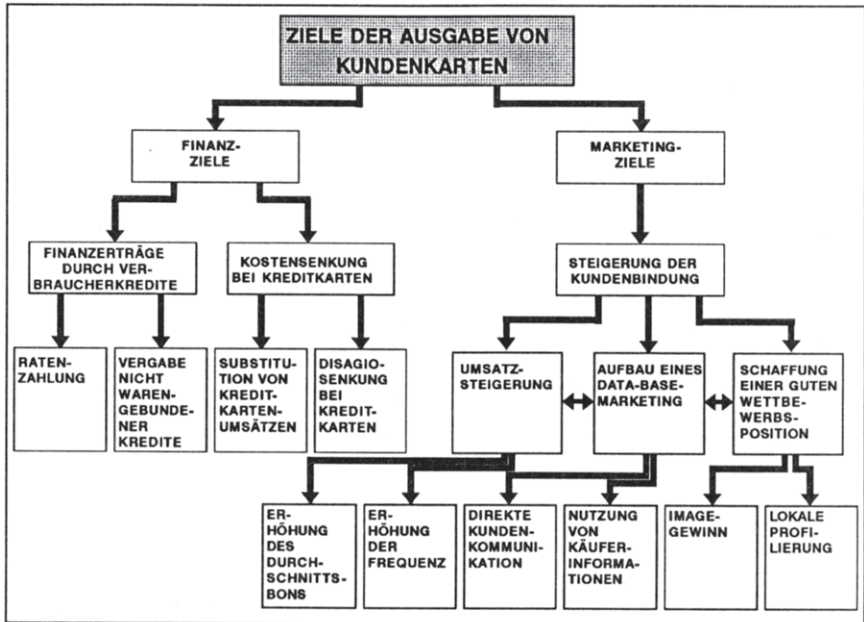 ZIELE DER AUSGABE VON
KUNDENKARTEN
FINANZ-
ZIELE
MARKETING-
ZIELE
FINANZERTRÄGE
DURCH VER-
BRAUCHERKREDITE
KOSTENSENKUNG
BEI KREDITKARTEN
STEIGERUNG DER
KUNDENBINDUNG
RATEN-
ZAHLUNG
VERGABE
NICHT
WAREN-
GEBUNDE-
NER
KREDITE
SUBSTITU-
TION VON
KREDIT-
KARTEN-
UMSÄTZEN
DISAGIO-
SENKUNG
BEI
KREDIT-
KARTEN
UMSATZ-
STEIGERUNG
AUFBAU EINES
DATA-BASE-
MARKETING
SCHAFFUNG
EINER GUTEN
WETTBE-
WERBS-
POSITION
ER-
HÖHUNG
DES
DURCH-
SCHNITTS-
BONS
ER-
HÖHUNG
DER
FREQUENZ
DIREKTE
KUNDEN-
KOMMUNI-
KATION
NUTZUNG
VON
KÄUFER-
INFORMA-
TIONEN
IMAGE-
GEWINN
LOKALE
PROFI-
LIERUNG